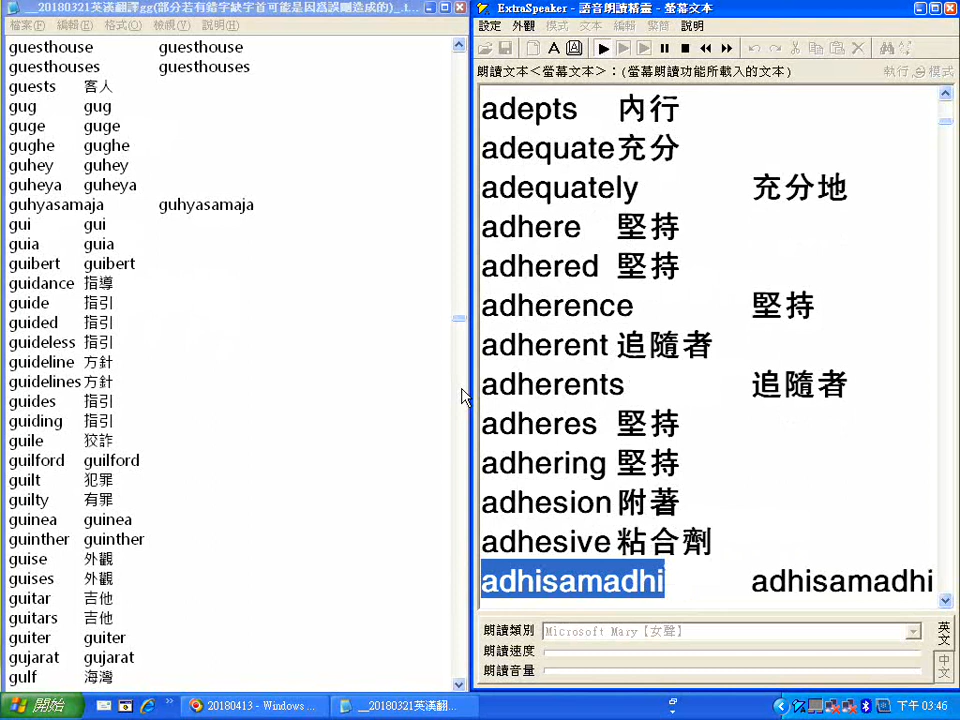 __20180321英漢翻譯gg(部分若有錯字缺字首可能是因為誤刪造成的)_t...
檔案(F) 編輯(E) 格式(O) 檢視(V) 說明(H)
guesthouse guesthouse
guesthouses guesthouses
guests 客人
gug gug
guge guge
gughe gughe
guhey guhey
guheya guheya
guhyasamaja guhyasamaja
gui gui
guia guia
guibert guibert
guidance 指導
guide 指引
guided 指引
guideless 指引
guideline 方針
guidelines 方針
guides 指引
guiding 指引
guile 狡詐
guilford guilford
guilt 犯罪
guilty 有罪
guinea guinea
guinther guinther
guise 外觀
guises 外觀
guitar 吉他
guitars 吉他
guiter guiter
gujarat gujarat
gulf 海灣
ExtraSpeaker - 語音朗讀精靈 - 螢幕文本
設定 外觀 模式 文本 編輯 繁簡 說明
朗讀文本<螢幕文本>：(螢幕朗讀功能所載入的文本)
執行 模式
adepts 內行
adequate 充分
adequately 充分地
adhere 堅持
adhered 堅持
adherence 堅持
adherent 追隨者
adherents 追隨者
adheres 堅持
adhering 堅持
adhesion 附著
adhesive 粘合劑
adhisamadhi adhisamadhi
朗讀類別 Microsoft Mary【女聲】
朗讀速度
朗讀音量
英文
中文
開始
20180413 - Windows ...
__20180321英漢翻...
下午 03:46